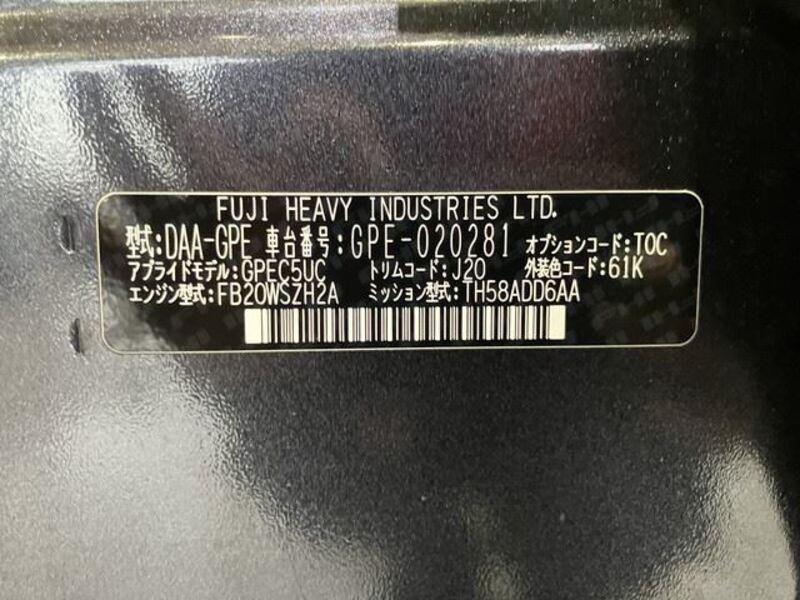 FUJI HEAVY INDUSTRIES LTD.
型式:DAA-GPE 車台番号:GPE-020281 オプションコード:TOC
アプライドモデル:GPEC5UC トリムコード:J20 外装色コード:61K
エンジン型式:FB20WSZH2A ミッション型式:TH58ADD6AA